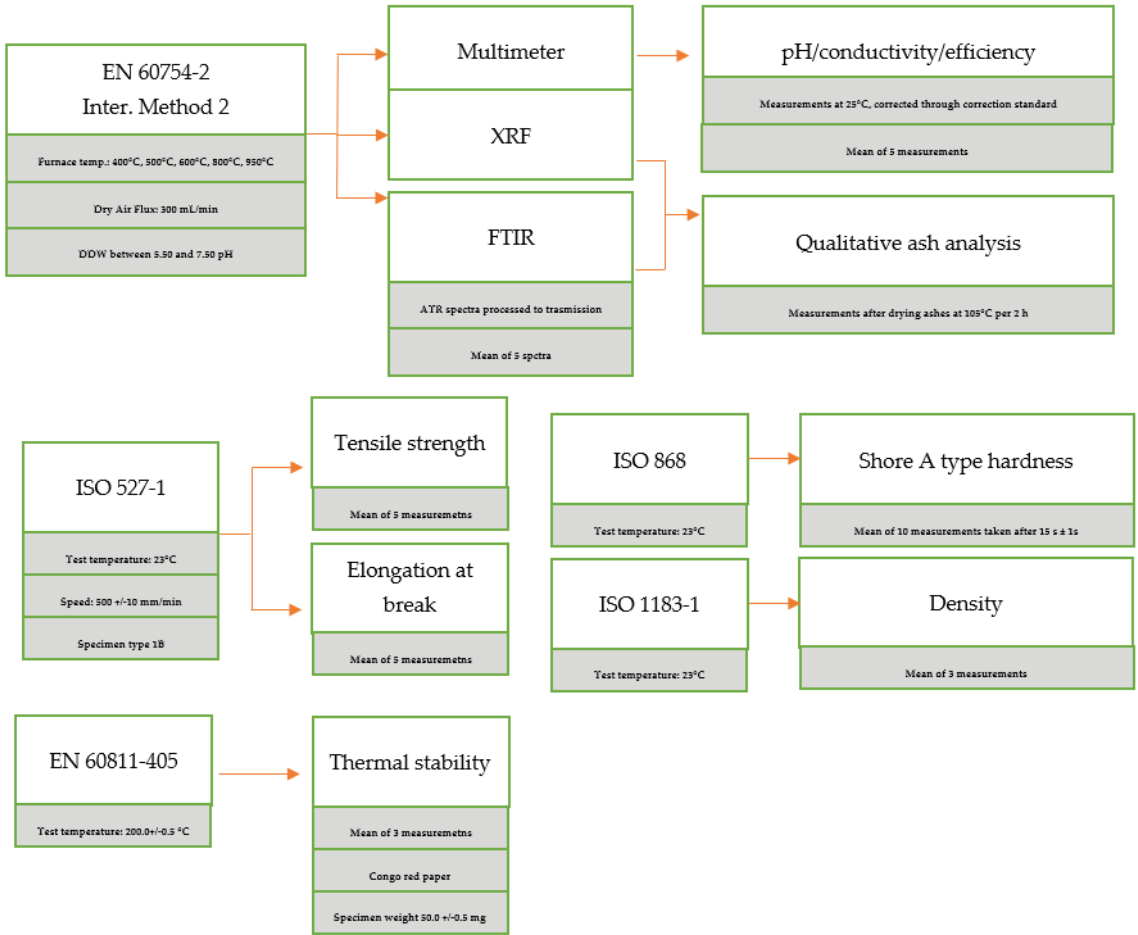 EN 60754-2
Inter. Method 2
Furnace temp.: 400°C, 500°C, 600°C, 800°C, 950°C
Dry Air Flux: 300 mL/min
DDW between 5.50 and 7.50 pH
Multimeter
XRF
FTIR
ATR spectra processed to trasmission
Mean of 5 spctra
pH/conductivity/efficiency
Measurements at 25°C, corrected through correction standard
Mean of 5 measurements
Qualitative ash analysis
Measurements after drying ashes at 105°C per 2 h
ISO 527-1
Test temperature: 23°C
Speed: 500 +/-10 mm/min
Specimen type 1B
Tensile strength
Mean of 5 measuremetns
Elongation at
break
Mean of 5 measuremetns
ISO 868
Test temperature: 23°C
Shore A type hardness
Mean of 10 measurements taken after 15 s ± 1s
ISO 1183-1
Test temperature: 23°C
Density
Mean of 3 measurements
EN 60811-405
Test temperature: 200.0+/-0.5 °C
Thermal stability
Mean of 3 measuremetns
Congo red paper
Specimen weight 50.0 +/-0.5 mg